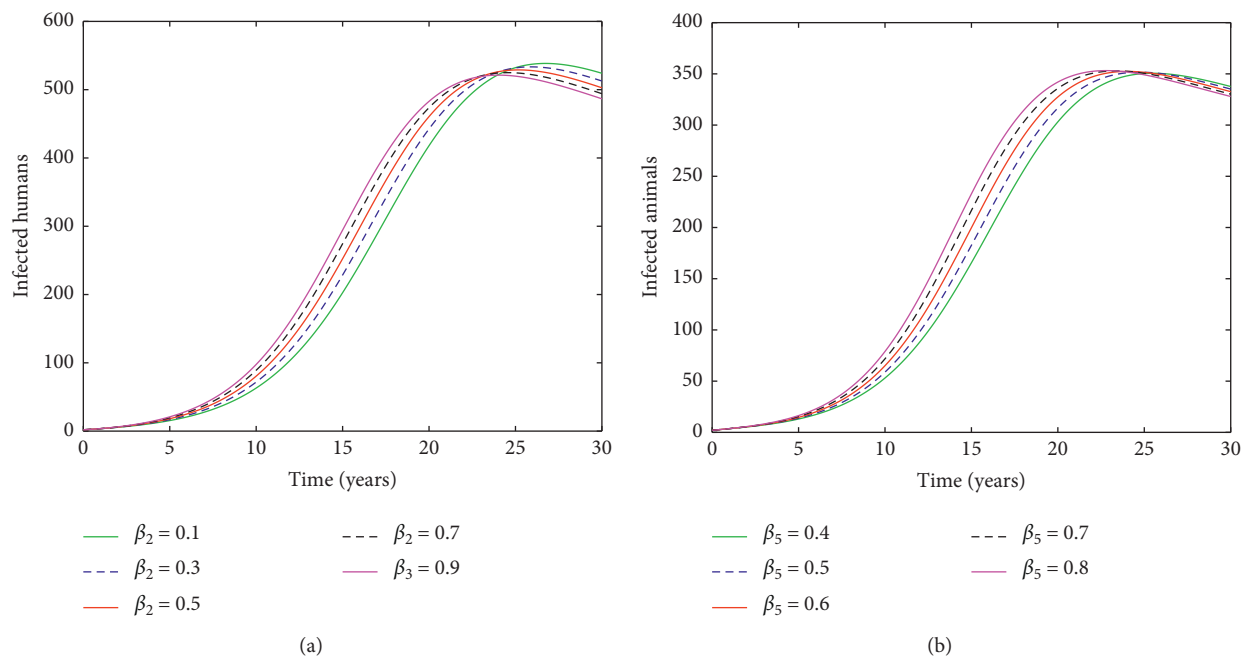 600
500
400
300
200
100
0
Infected humans
0 5 10 15 20 25 30
Time (years)
β2 = 0.1
β2 = 0.3
β2 = 0.5
β2 = 0.7
β3 = 0.9
(a)
400
350
300
250
200
150
100
50
0
Infected animals
0 5 10 15 20 25 30
Time (years)
β5 = 0.4
β5 = 0.5
β5 = 0.6
β5 = 0.7
β5 = 0.8
(b)